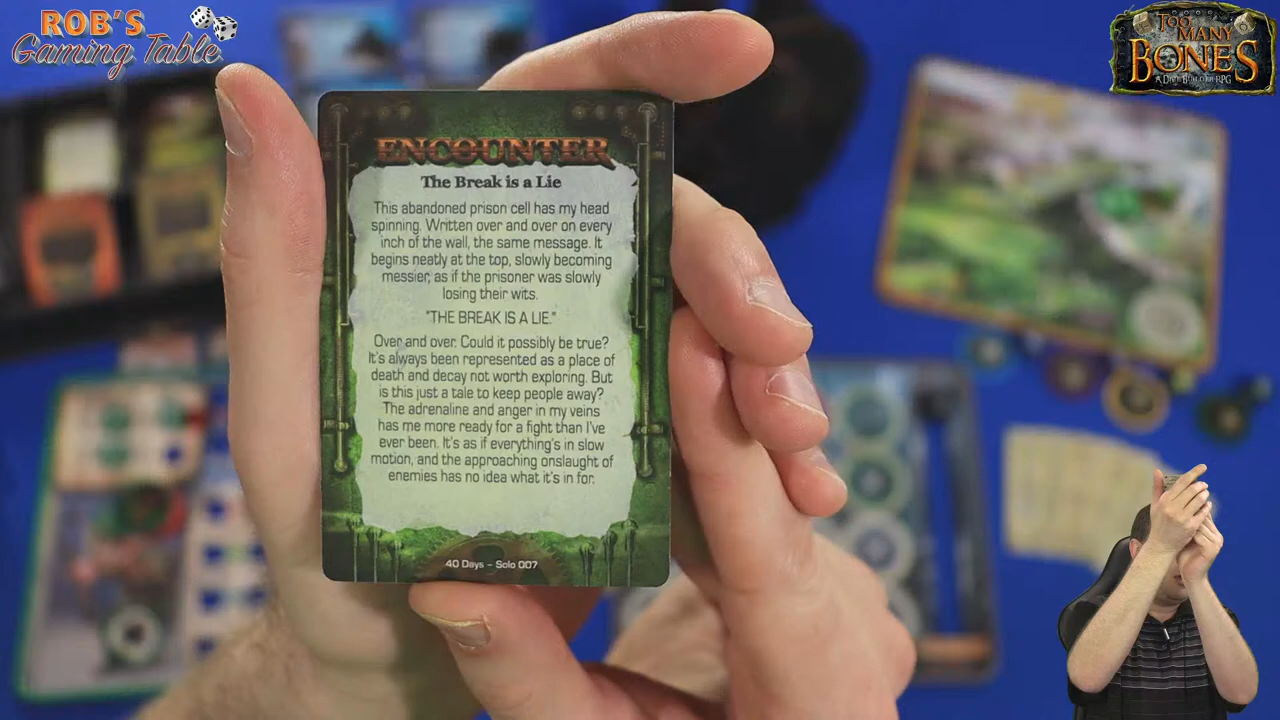 ROB'S
Gaming Table
TOO
MANY
BONES
A DICE BUILDER RPG
ENCOUNTER
The Break is a Lie
This abandoned prison cell has my head
spinning. Written over and over on every
inch of the wall, the same message. It
begins neatly at the top, slowly becoming
messier, as if the prisoner was slowly
losing their wits.
"THE BREAK IS A LIE."
Over and over. Could it possibly be true?
It's always been represented as a place of
death and decay not worth exploring. But
is this just a tale to keep people away?
The adrenaline and anger in my veins
has me more ready for a fight than I've
ever been. It's as if everything's in slow
motion, and the approaching onslaught of
enemies has no idea what it's in for.
40 Days – Solo 007